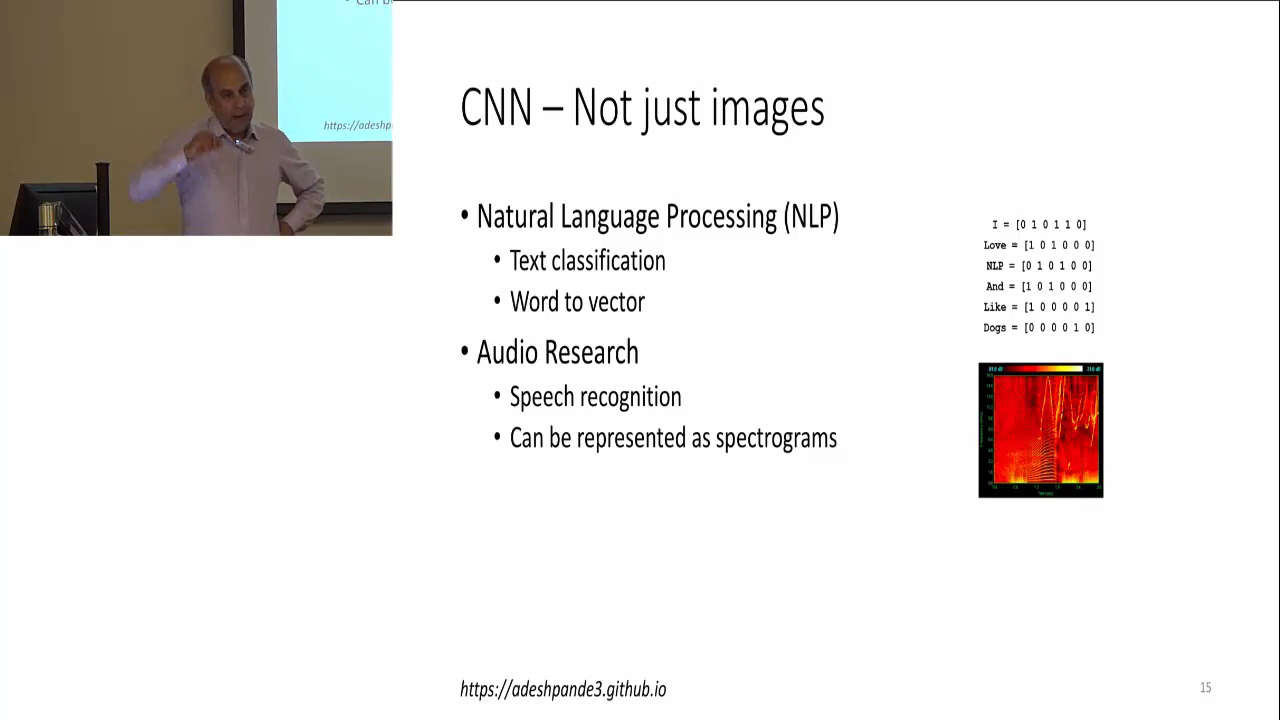 Can b
https://adeshp
CNN – Not just images
• Natural Language Processing (NLP)
• Text classification
• Word to vector
• Audio Research
• Speech recognition
• Can be represented as spectrograms
I = [0 1 0 1 1 0]
Love = [1 0 1 0 0 0]
NLP = [0 1 0 1 0 0]
And = [1 0 1 0 0 0]
Like = [1 0 0 0 0 1]
Dogs = [0 0 0 0 1 0]
https://adeshpande3.github.io
15